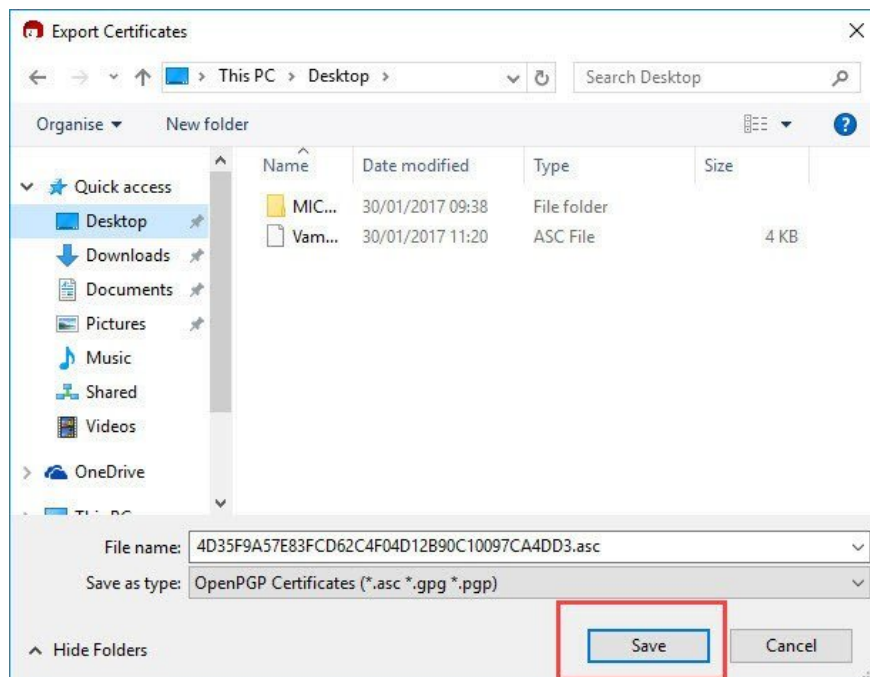 Export Certificates
This PC > Desktop >
Search Desktop
Organise
New folder
Name Date modified Type Size
Quick access
Desktop
Downloads
Documents
Pictures
Music
Shared
Videos
OneDrive
This PC
MIC... 30/01/2017 09:38 File folder
Vam... 30/01/2017 11:20 ASC File 4 KB
File name: 4D35F9A57E83FCD62C4F04D12B90C10097CA4DD3.asc
Save as type: OpenPGP Certificates (*.asc *.gpg *.pgp)
Hide Folders
Save
Cancel